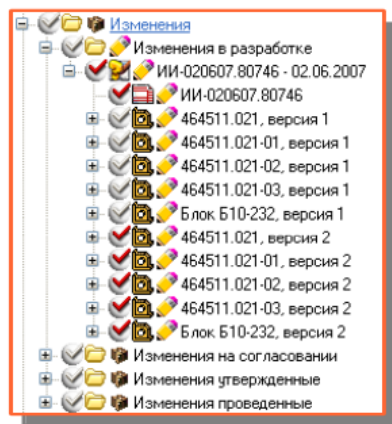 Изменения
Изменения в разработке
ИИ-020607.80746 - 02.06.2007
ИИ-020607.80746
464511.021, версия 1
464511.021-01, версия 1
464511.021-02, версия 1
464511.021-03, версия 1
Блок Б10-232, версия 1
464511.021, версия 2
464511.021-01, версия 2
464511.021-02, версия 2
464511.021-03, версия 2
Блок Б10-232, версия 2
Изменения на согласовании
Изменения утвержденные
Изменения проведенные